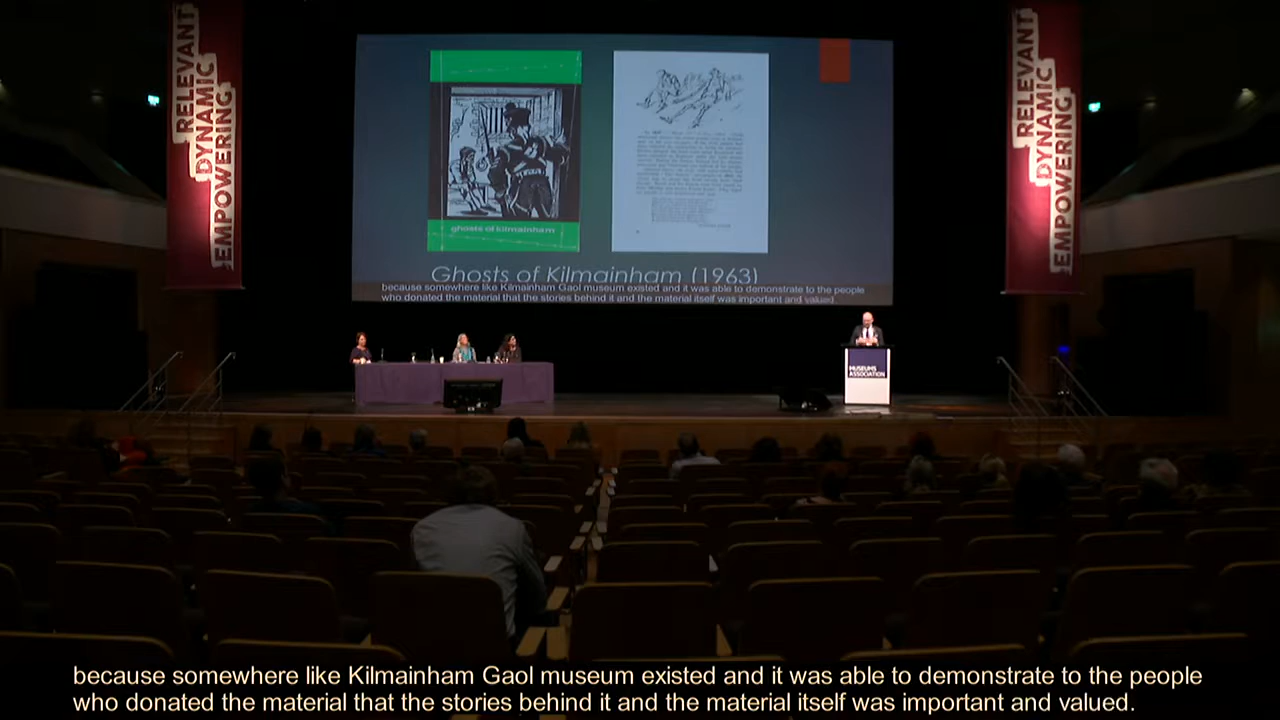 RELEVANT
DYNAMIC
EMPOWERING
ghosts of kilmainham
Ghosts of Kilmainham (1963)
because somewhere like Kilmainham Gaol museum existed and it was able to demonstrate to the people
who donated the material that the stories behind it and the material itself was important and valued.
RELEVANT
DYNAMIC
EMPOWERING
MUSEUMS
ASSOCIATION
because somewhere like Kilmainham Gaol museum existed and it was able to demonstrate to the people
who donated the material that the stories behind it and the material itself was important and valued.